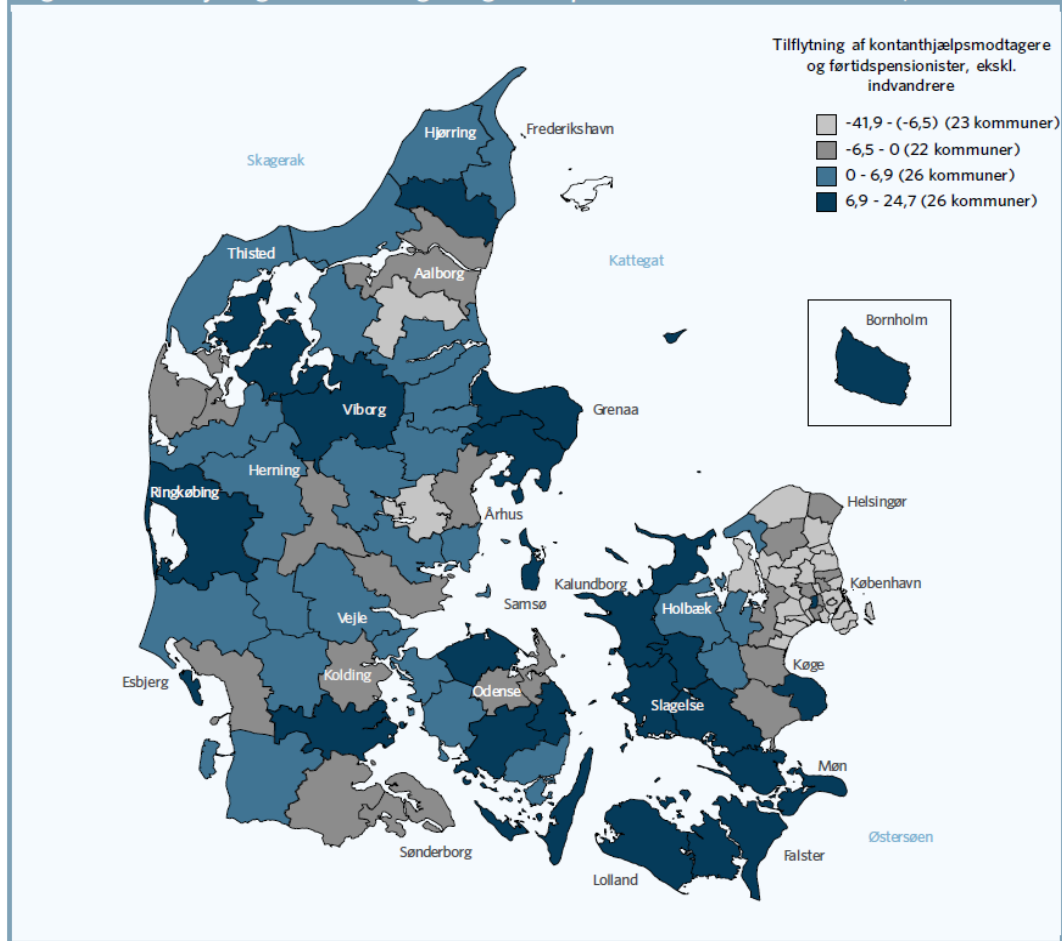 Tilflytning af kontanthjælpsmodtagere
og førtidspensionister, ekskl.
indvandrere
-41,9 - (-6,5) (23 kommuner)
-6,5 - 0 (22 kommuner)
0 - 6,9 (26 kommuner)
6,9 - 24,7 (26 kommuner)
Hjørring
Frederikshavn
Skagerak
Thisted
Aalborg
Kattegat
Bornholm
Viborg
Grenaa
Herning
Ringkøbing
Århus
Helsingør
Kalundborg
København
Samsø
Holbæk
Vejle
Køge
Esbjerg
Kolding
Odense
Slagelse
Møn
Østersøen
Sønderborg
Falster
Lolland